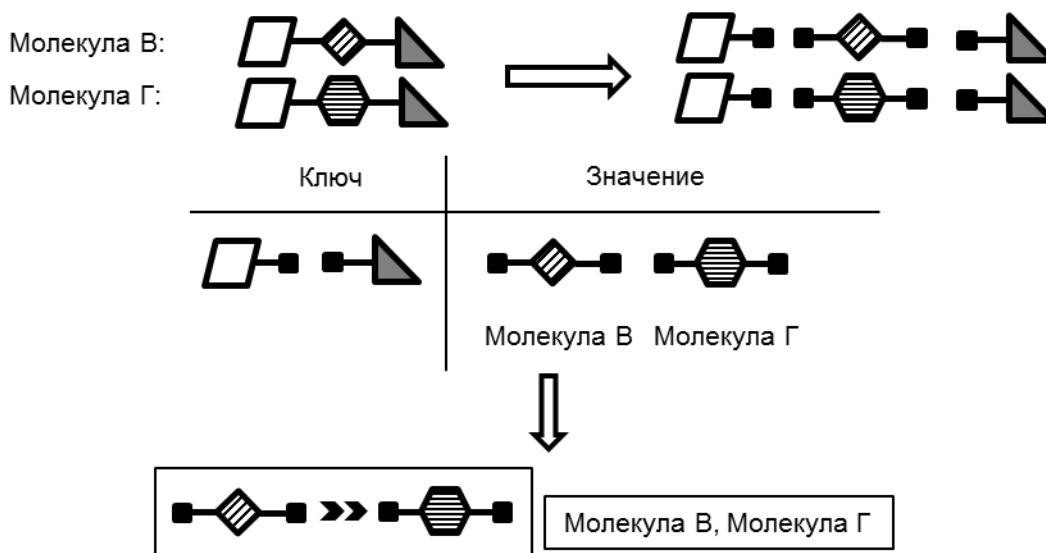 Молекула В:
Молекула Г:
Ключ Значение
Молекула В Молекула Г
Молекула В, Молекула Г